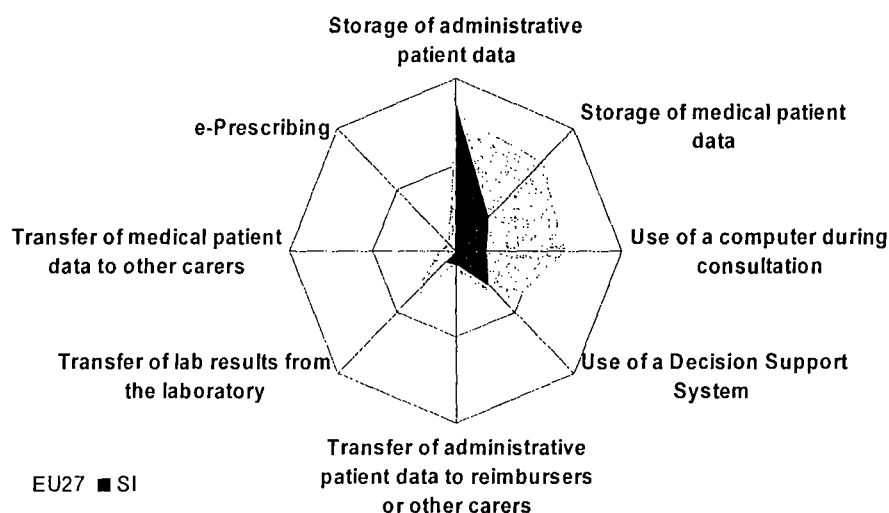 Storage of administrative
patient data
Storage of medical patient
data
e-Prescribing
Transfer of medical patient
data to other carers
Use of a computer during
consultation
Transfer of lab results from
the laboratory
Use of a Decision Support
System
Transfer of administrative
patient data to reimbursers
or other carers
EU27 ■ SI